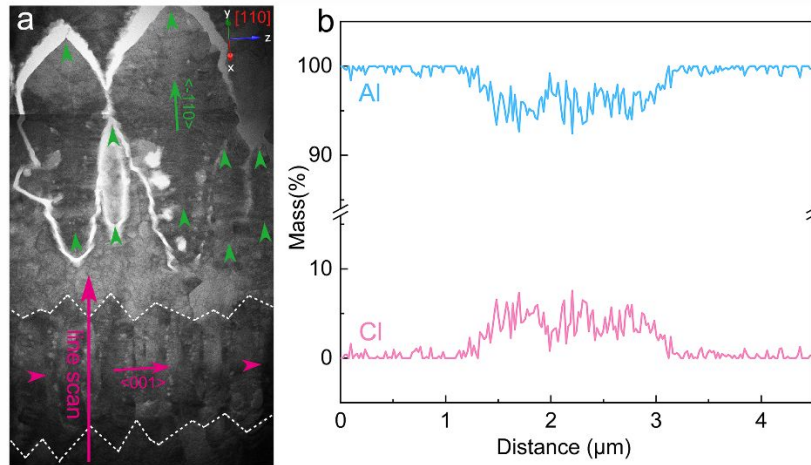 a
[110]
y
z
x
<-110>
line scan
<001>
b
Mass(%)
100
90
10
0
Al
Cl
0
1
2
3
4
Distance (μm)